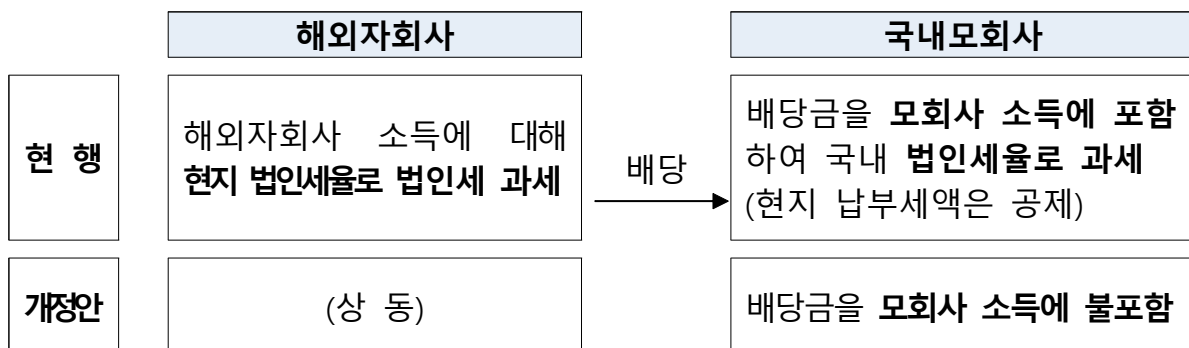 해외자회사
국내모회사
현 행
해외자회사 소득에 대해
현지 법인세율로 법인세 과세
배당
배당금을 모회사 소득에 포함
하여 국내 법인세율로 과세
(현지 납부세액은 공제)
개정안
(상 동)
배당금을 모회사 소득에 불포함